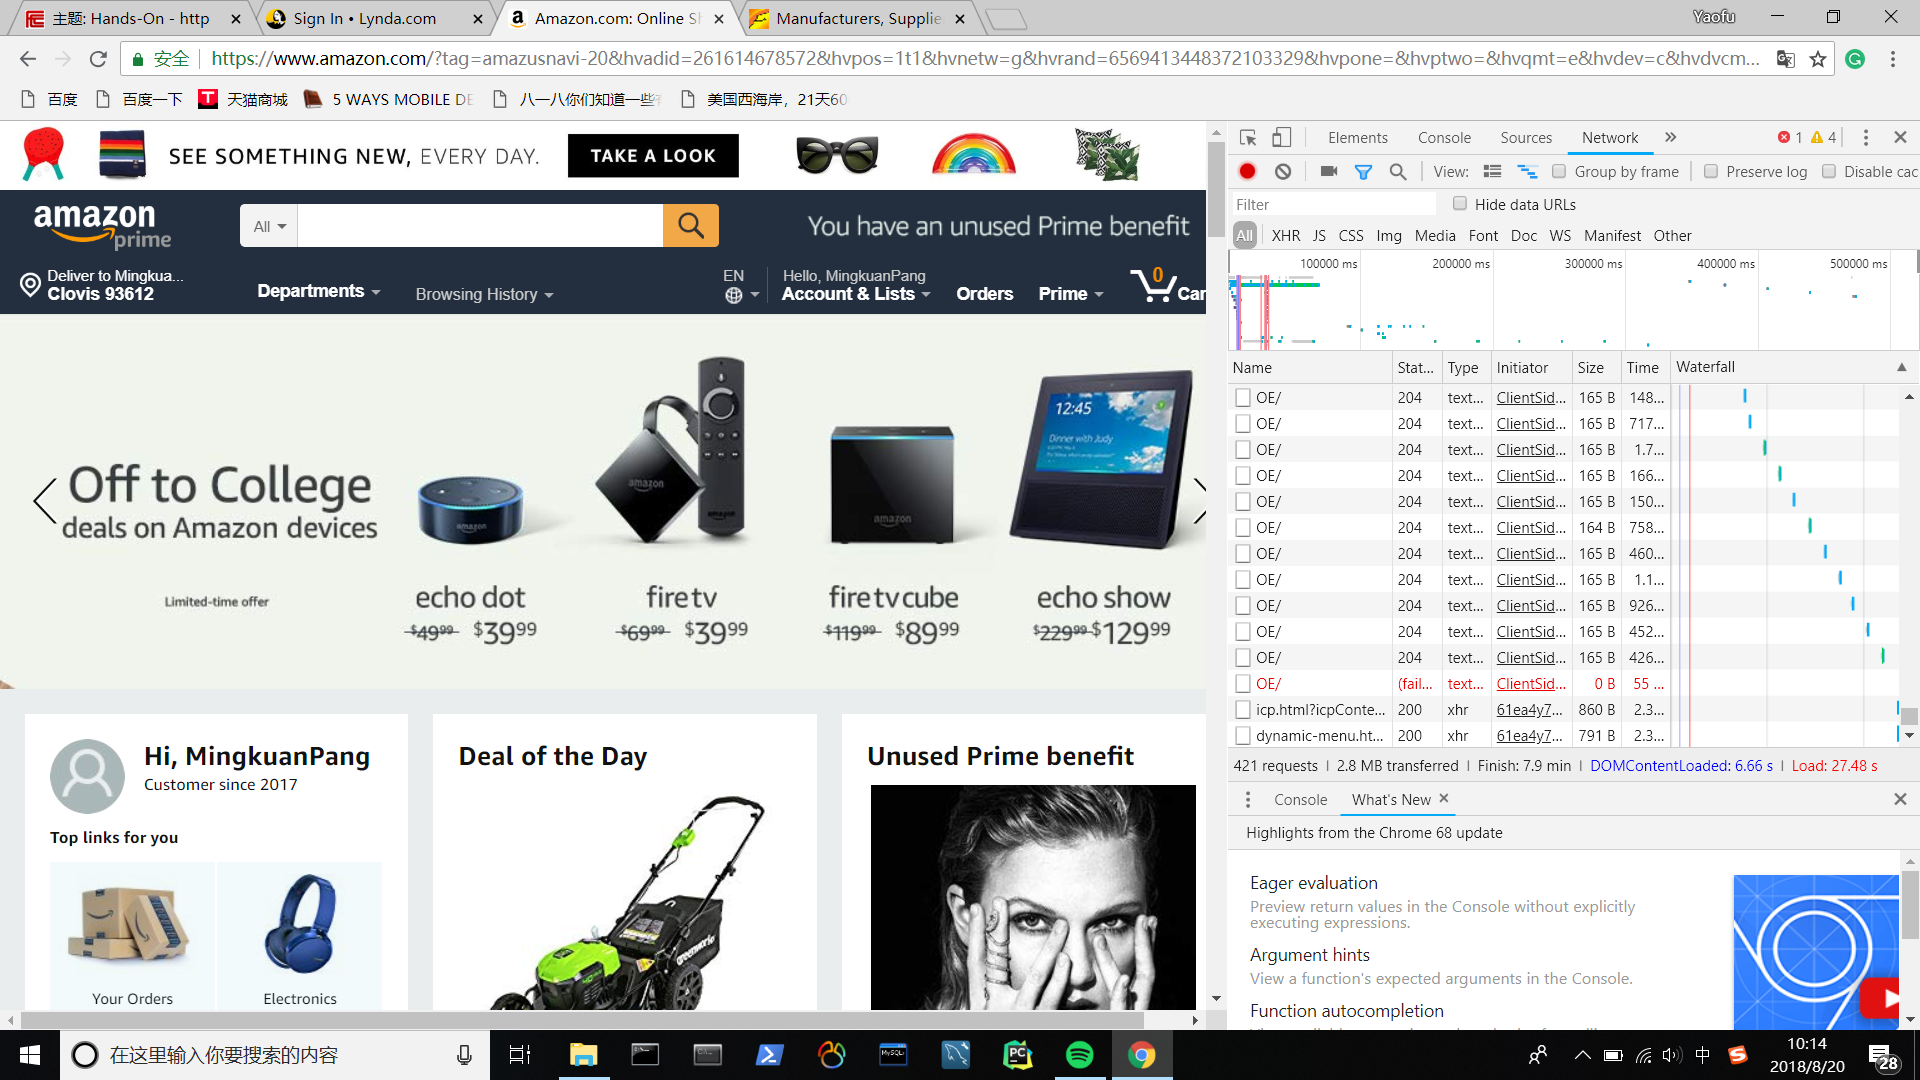 主题: Hands-On - http
Sign In • Lynda.com
Amazon.com: Online Sh
Manufacturers, Supplie
Yaofu
安全
https://www.amazon.com/?tag=amazusnavi-20&hvadid=261614678572&hvpos=1t1&hvnetw=g&hvrand=6569413448372103329&hvpone=&hvptwo=&hvqmt=e&hvdev=c&hvdvcm...
百度
百度一下
天猫商城
5 WAYS MOBILE DE
八一八你们知道一些
美国西海岸，21天60
SEE SOMETHING NEW, EVERY DAY.
TAKE A LOOK
amazon prime
All
You have an unused Prime benefit
Deliver to Mingkua...
Clovis 93612
Departments
Browsing History
EN
Hello, MingkuanPang
Account & Lists
Orders
Prime
0
Car
Off to College
deals on Amazon devices
Limited-time offer
12:45
Dinner with Judy
amazon
amazon
amazon
amazon
echo dot
$49.99 $39.99
fire tv
$69.99 $39.99
fire tv cube
$119.99 $89.99
echo show
$229.99 $129.99
Hi, MingkuanPang
Customer since 2017
Top links for you
Your Orders
Electronics
Deal of the Day
greenworks
Unused Prime benefit
Elements
Console
Sources
Network
1
4
View:
Group by frame
Preserve log
Disable cac
Filter
Hide data URLs
All
XHR JS CSS Img Media Font Doc WS Manifest Other
100000 ms
200000 ms
300000 ms
400000 ms
500000 ms
Name Stat... Type Initiator Size Time Waterfall
OE/ 204 text... ClientSid... 165 B 148...
OE/ 204 text... ClientSid... 165 B 717...
OE/ 204 text... ClientSid... 165 B 1.7...
OE/ 204 text... ClientSid... 165 B 166...
OE/ 204 text... ClientSid... 165 B 150...
OE/ 204 text... ClientSid... 164 B 758...
OE/ 204 text... ClientSid... 165 B 460...
OE/ 204 text... ClientSid... 165 B 1.1...
OE/ 204 text... ClientSid... 165 B 926...
OE/ 204 text... ClientSid... 165 B 452...
OE/ 204 text... ClientSid... 165 B 426...
OE/ (fail... text... ClientSid... 0 B 55 ...
icp.html?icpConte... 200 xhr 61ea4y7... 860 B 2.3...
dynamic-menu.ht... 200 xhr 61ea4y7... 791 B 2.3...
421 requests | 2.8 MB transferred | Finish: 7.9 min | DOMContentLoaded: 6.66 s | Load: 27.48 s
Console
What's New
Highlights from the Chrome 68 update
Eager evaluation
Preview return values in the Console without explicitly
executing expressions.
Argument hints
View a function's expected arguments in the Console.
Function autocompletion
在这里输入你要搜索的内容
MySQL
PC
中
10:14
2018/8/20
28